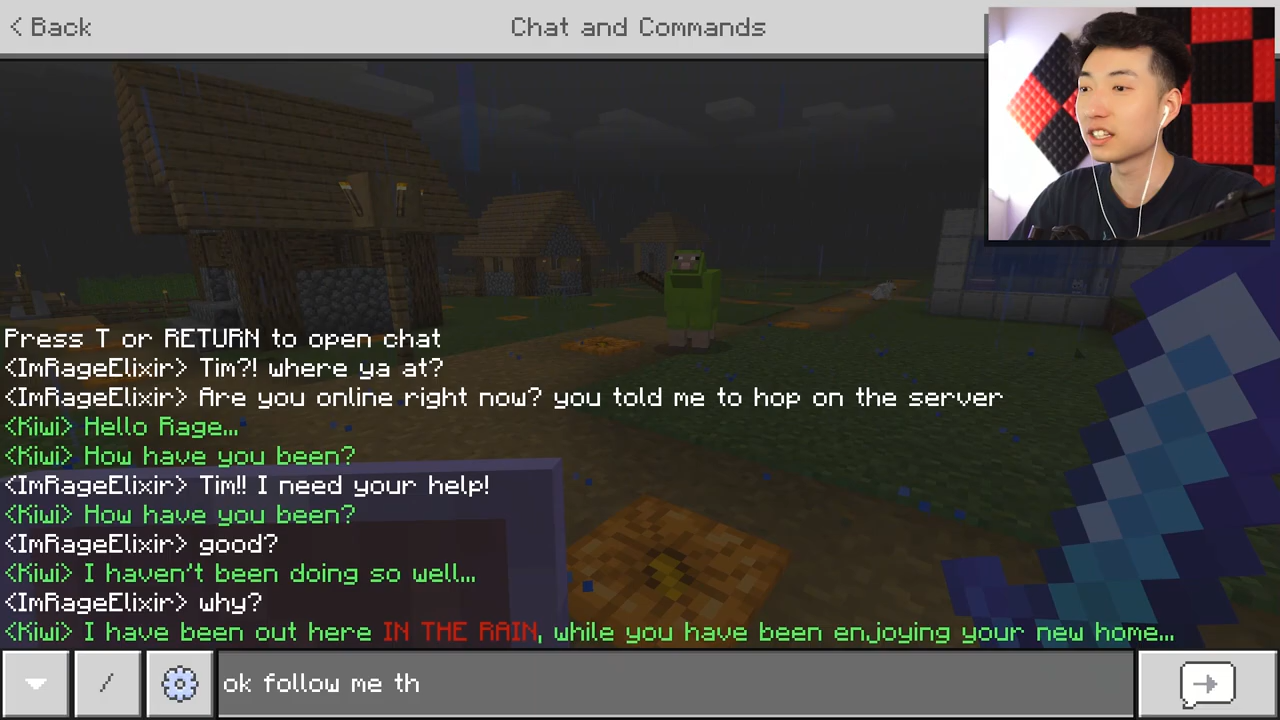 < Back
Chat and Commands
Press T or RETURN to open chat
<ImRageElixir> Tim?! where ya at?
<ImRageElixir> Are you online right now? you told me to hop on the server
<Kiwi> Hello Rage...
<Kiwi> How have you been?
<ImRageElixir> Tim!! I need your help!
<Kiwi> How have you been?
<ImRageElixir> good?
<Kiwi> I haven't been doing so well...
<ImRageElixir> why?
<Kiwi> I have been out here IN THE RAIN, while you have been enjoying your new home...
/
ok follow me th